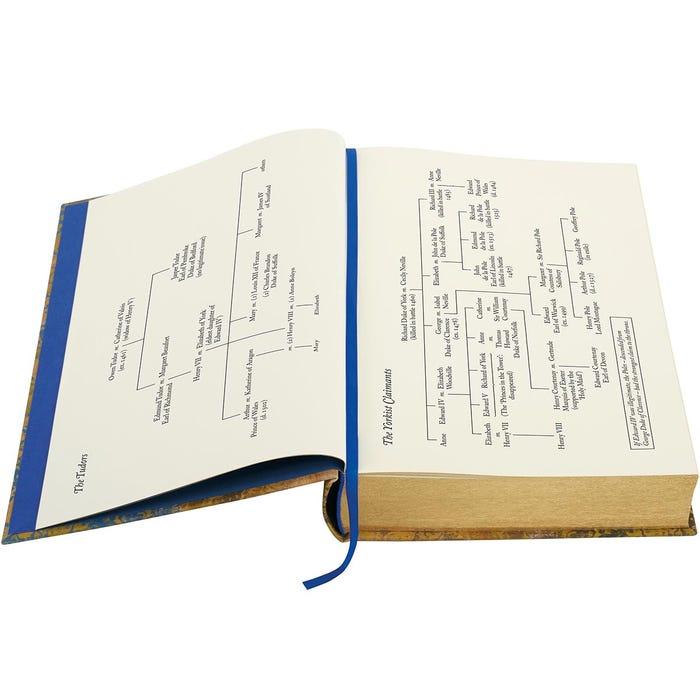 The Tudors
Owen Tudor m. Catherine of Valois
(ex. 1461) (widow of Henry V)
Edmund Tudor m. Margaret Beaufort
Earl of Richmond
Jasper Tudor
Earl of Pembroke
Duke of Bedford
(no legitimate issue)
Henry VII m. Elizabeth of York
(eldest daughter of
Edward IV)
Arthur m. Katherine of Aragon
Prince of Wales
(d. 1502)
m. (1) Henry VIII m. (2) Anne Boleyn
Mary m. (1) Louis XII of France
(2) Charles Brandon
Duke of Suffolk
Margaret m. James IV
of Scotland
others
Mary
Elizabeth
The Yorkist Claimants
Richard Duke of York m. Cicely Neville
(killed in battle 1460)
Anne
Edward IV m. Elizabeth
Woodville
George m. Isobel
Duke of Clarence Neville
(ex. 1478)
Elizabeth m. John de la Pole
Duke of Suffolk
Richard III m. Anne
(killed in battle Neville
1485)
Elizabeth
m.
Henry VII
Edward V Richard of York
(The 'Princes in the Tower':
disappeared)
Anne
m.
Thomas
Howard
Duke of Norfolk
Catherine
m.
Sir William
Courtenay
John
de la Pole
Earl of Lincoln
(killed in battle
1487)
Edmund
de la Pole
(ex. 1513)
Richard
de la Pole
(killed in battle
1525)
Edward
Prince of
Wales
(d. 1484)
Henry VIII
Henry Courtenay m. Gertrude
Marquis of Exeter
(supported by the
'Holy Maid')
Edward
Earl of Warwick
(ex. 1499)
Margaret m. Sir Richard Pole
Countess of
Salisbury
Edward Courtenay
Earl of Devon
Henry Pole
Lord Montague
Arthur Pole
(d. 1527)
Reginald Pole
(in exile)
Geoffrey Pole
If Edward IV was illegitimate, the Poles – descended from
George Duke of Clarence – had the strongest claim to the throne.